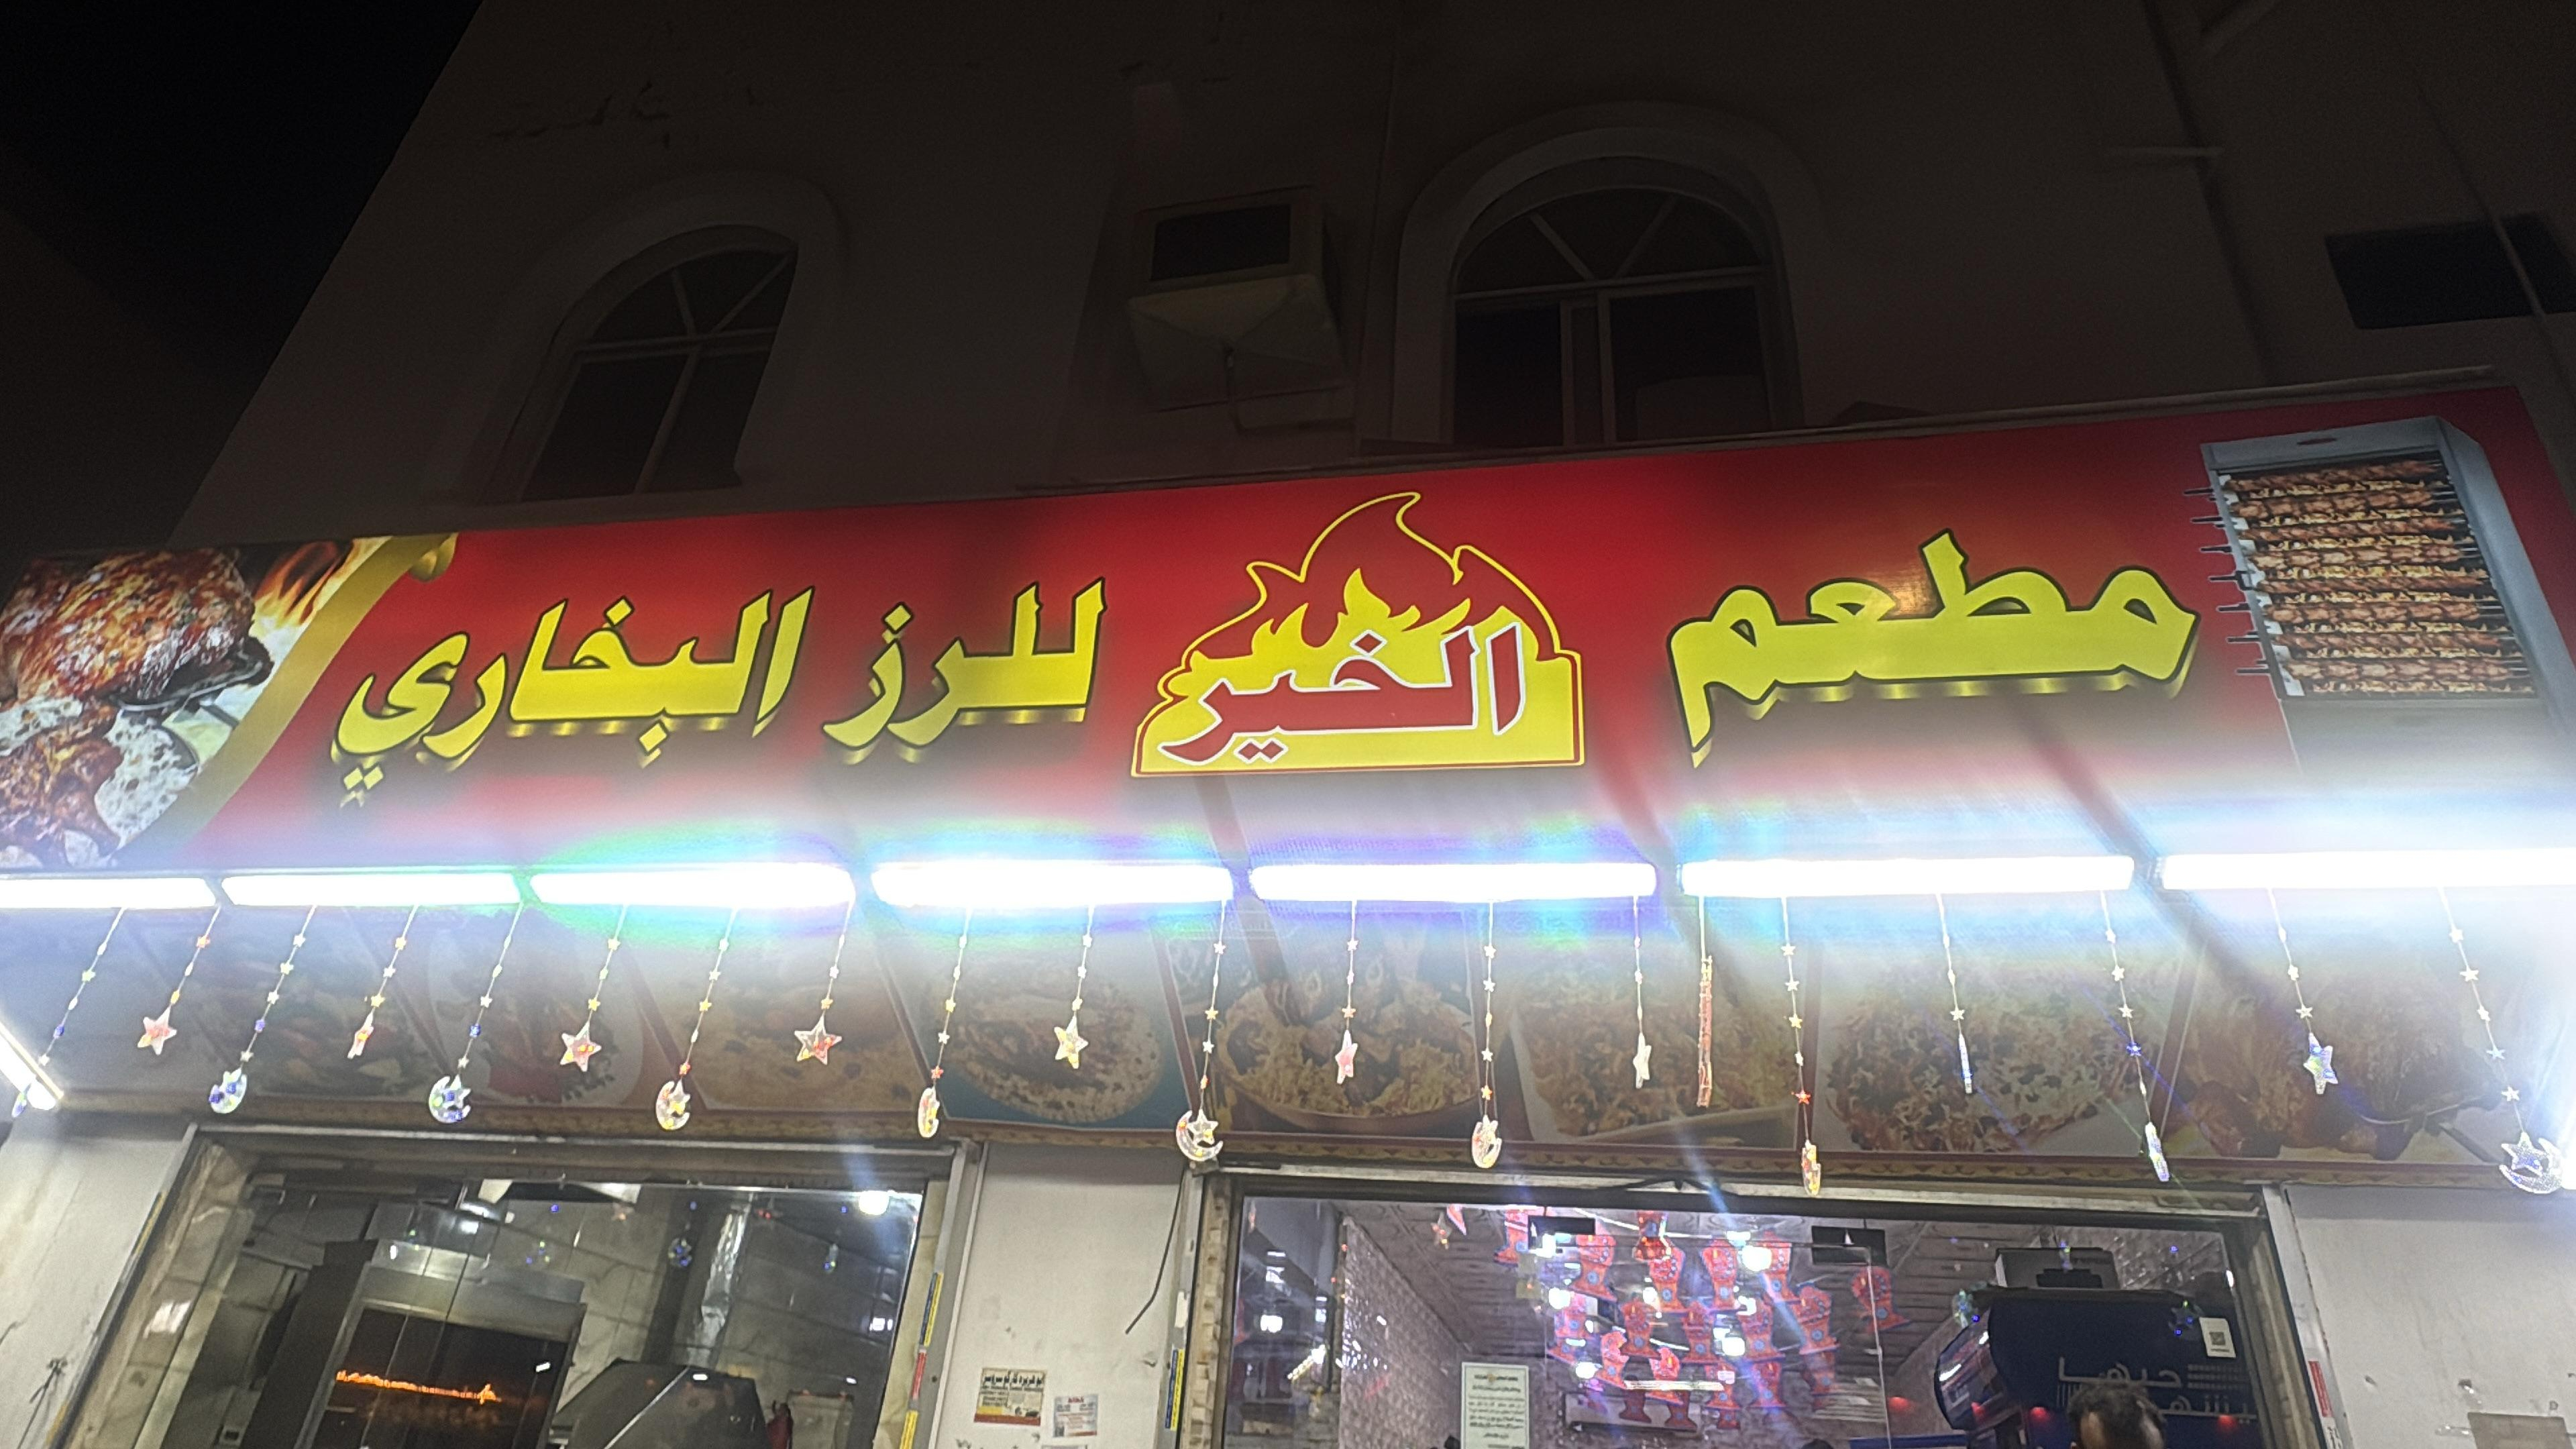 مطعم الخير للرز البخاري